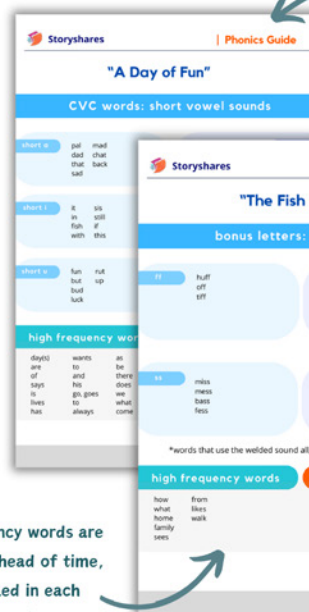 Storyshares
| Phonics Guide
"A Day of Fun"
CVC words: short vowel sounds
short a
pal mad
dad chat
that back
sad
short i
it sis
in still
fish if
with this
short u
fun rut
but up
bud
luck
high frequency wor
day(s) wants as
are to be
of and there
says his does
is go, goes we
lives to what
has always come
Storyshares
"The Fish
bonus letters:
ff
huff
off
tiff
ss
miss
mess
bass
fess
*words that use the welded sound all
high frequency words
how from
what likes
home walk
family
sees
ncy words are
head of time,
ed in each